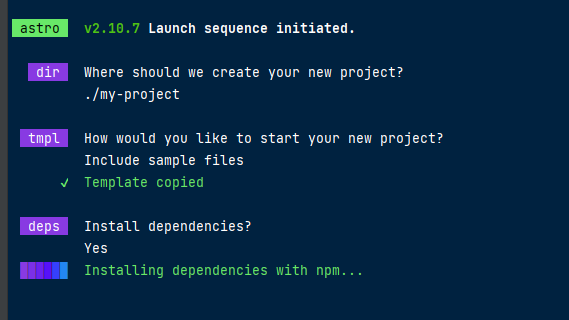 astro v2.10.7 Launch sequence initiated.
dir Where should we create your new project?
./my-project
tmpl How would you like to start your new project?
Include sample files
✓ Template copied
deps Install dependencies?
Yes
Installing dependencies with npm...